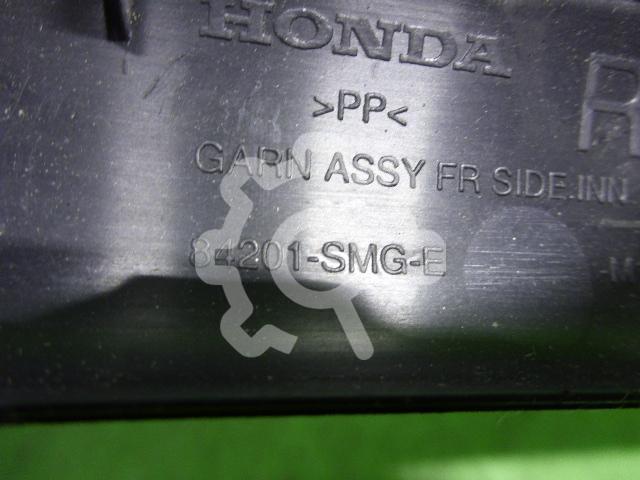 HONDA
>PP<
R
GARN ASSY FR SIDE.INN
84201-SMG-E